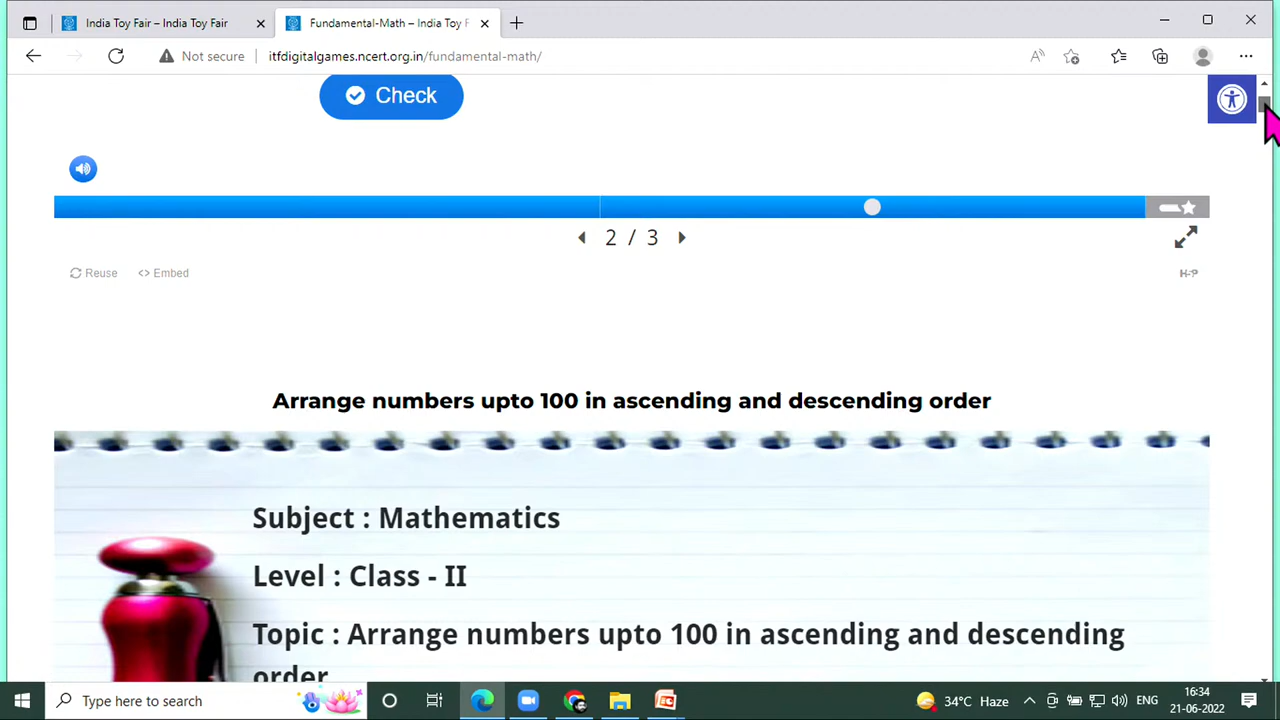 India Toy Fair – India Toy Fair
Fundamental-Math – India Toy F
Not secure
itfdigitalgames.ncert.org.in/fundamental-math/
Check
2 / 3
Reuse
<> Embed
H-P
Arrange numbers upto 100 in ascending and descending order
Subject : Mathematics
Level : Class - II
Topic : Arrange numbers upto 100 in ascending and descending
order
Type here to search
34°C Haze
ENG
16:34
21-06-2022